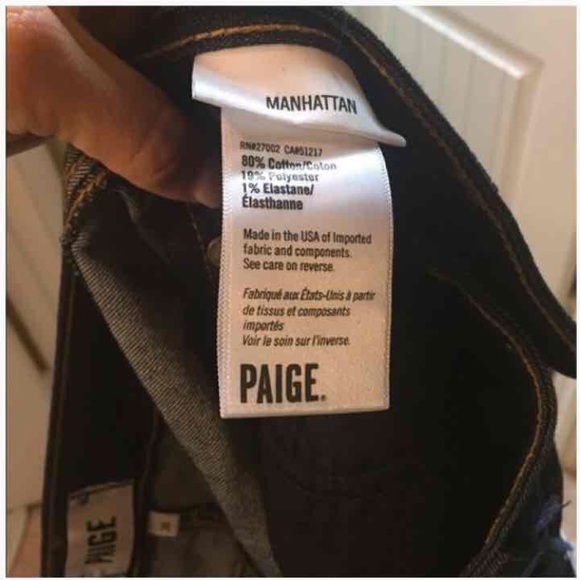 MANHATTAN
RN#27002 CA#51217
80% Cotton/Coton
19% Polyester
1% Elastane/
Élasthanne
Made in the USA of Imported
fabric and components.
See care on reverse.
Fabriqué aux États-Unis à partir
de tissus et composants
importés
Voir le soin sur l'inverse.
PAIGE.
PAIGE